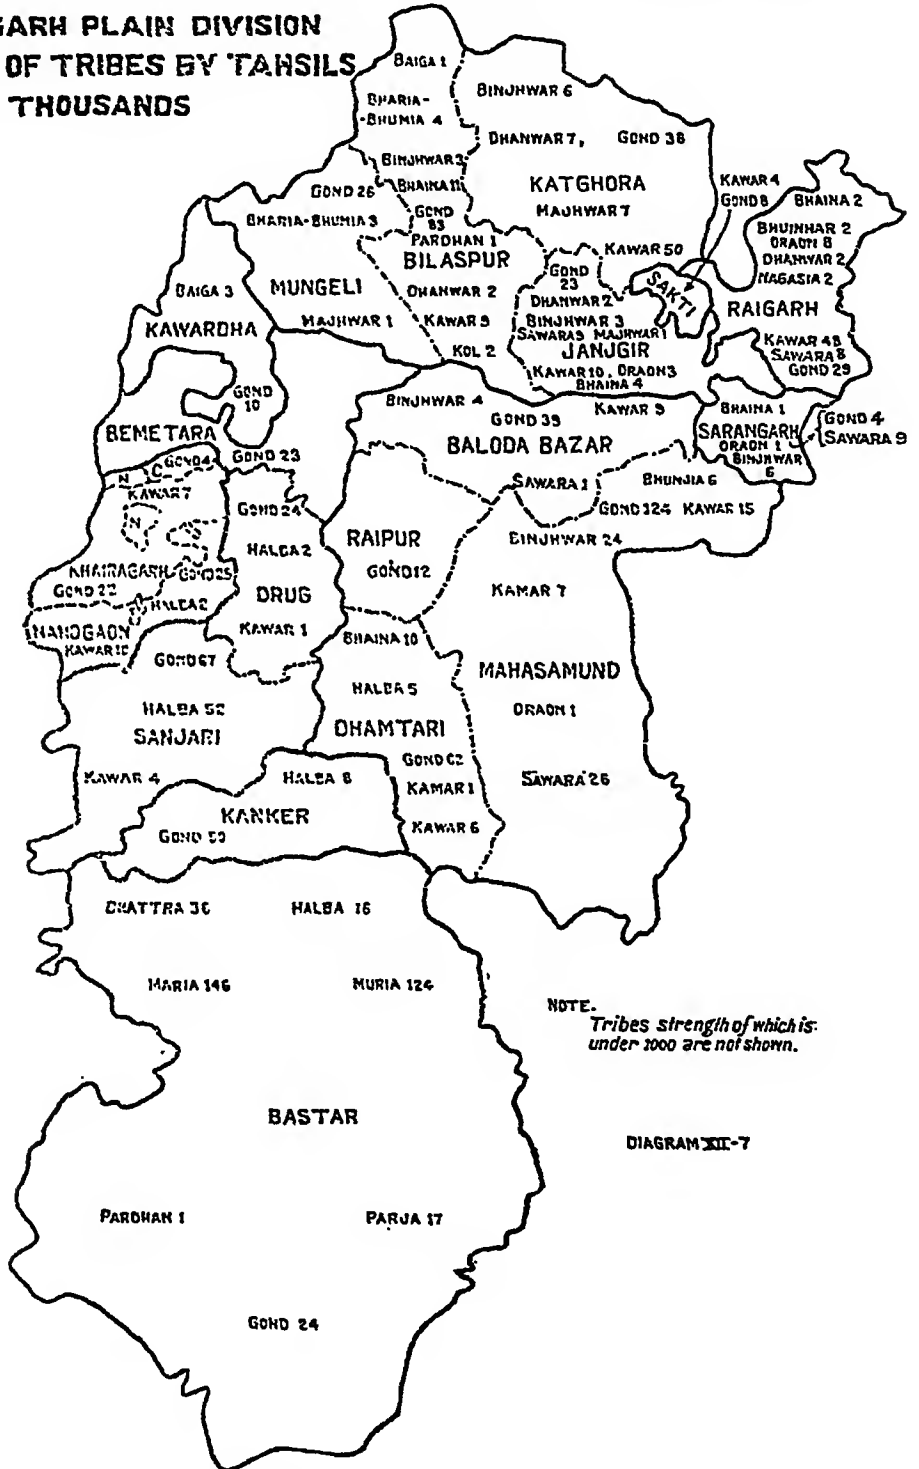 GARH PLAIN DIVISION
OF TRIBES BY TAHSILS
THOUSANDS
BAIGA 1
BHARIA-
-BHUMIA 4
BINJHWAR 3
BHAINA 11
GOND
83
PARDHAN 1
BILASPUR
DHANWAR 2
KAWAR 9
KOL 2
BINJHWAR 6
DHANWAR 7,
GOND 38
KATGHORA
MAJHWAR 7
KAWAR 50
GOND 26
BHARIA-BHUMIA 3
MUNGELI
MAJHWAR 1
KAWAR 4
GOND 8
SAKTI
BHAINA 2
BHUINHAR 2
ORAON 8
DHANWAR 2
NAGASIA 2
RAIGARH
KAWAR 48
SAWARA 8
GOND 29
GOND
23
DHANWAR 2
BINJHWAR 3
SAWARA 9 MAJHWAR 1
JANJGIR
KAWAR 10, ORAON 3
BHAINA 4
BAIGA 3
KAWARDHA
GOND
10
BEMETARA
GOND 23
BINJHWAR 4
GOND 39
KAWAR 9
BALODA BAZAR
SAWARA 1
BHAINA 1
SARANGARH
ORAON 1
BINJHWAR
6
GOND 4
SAWARA 9
N
C
GOND 4
KAWAR 7
N
KHAIRAGARH
GOND 25
GOND 22
HALBA 2
NANDGAON
KAWAR
GOND 24
HALBA 2
DRUG
KAWAR 1
RAIPUR
GOND 12
BHUNJIA 6
GOND 124 KAWAR 15
BINJHWAR 24
KAMAR 7
MAHASAMUND
ORAON 1
SAWARA 26
GOND 67
HALBA 52
SANJARI
KAWAR 4
BHAINA 10
HALBA 5
DHAMTARI
GOND 62
KAMAR 1
KAWAR 6
HALBA 8
KANKER
GOND
BHATTRA 36
HALBA 16
MARIA 146
MURIA 124
BASTAR
PARDHAN 1
PARJA 17
GOND 24
NOTE.
Tribes strength of which is
under 1000 are not shown.
DIAGRAM XII-7